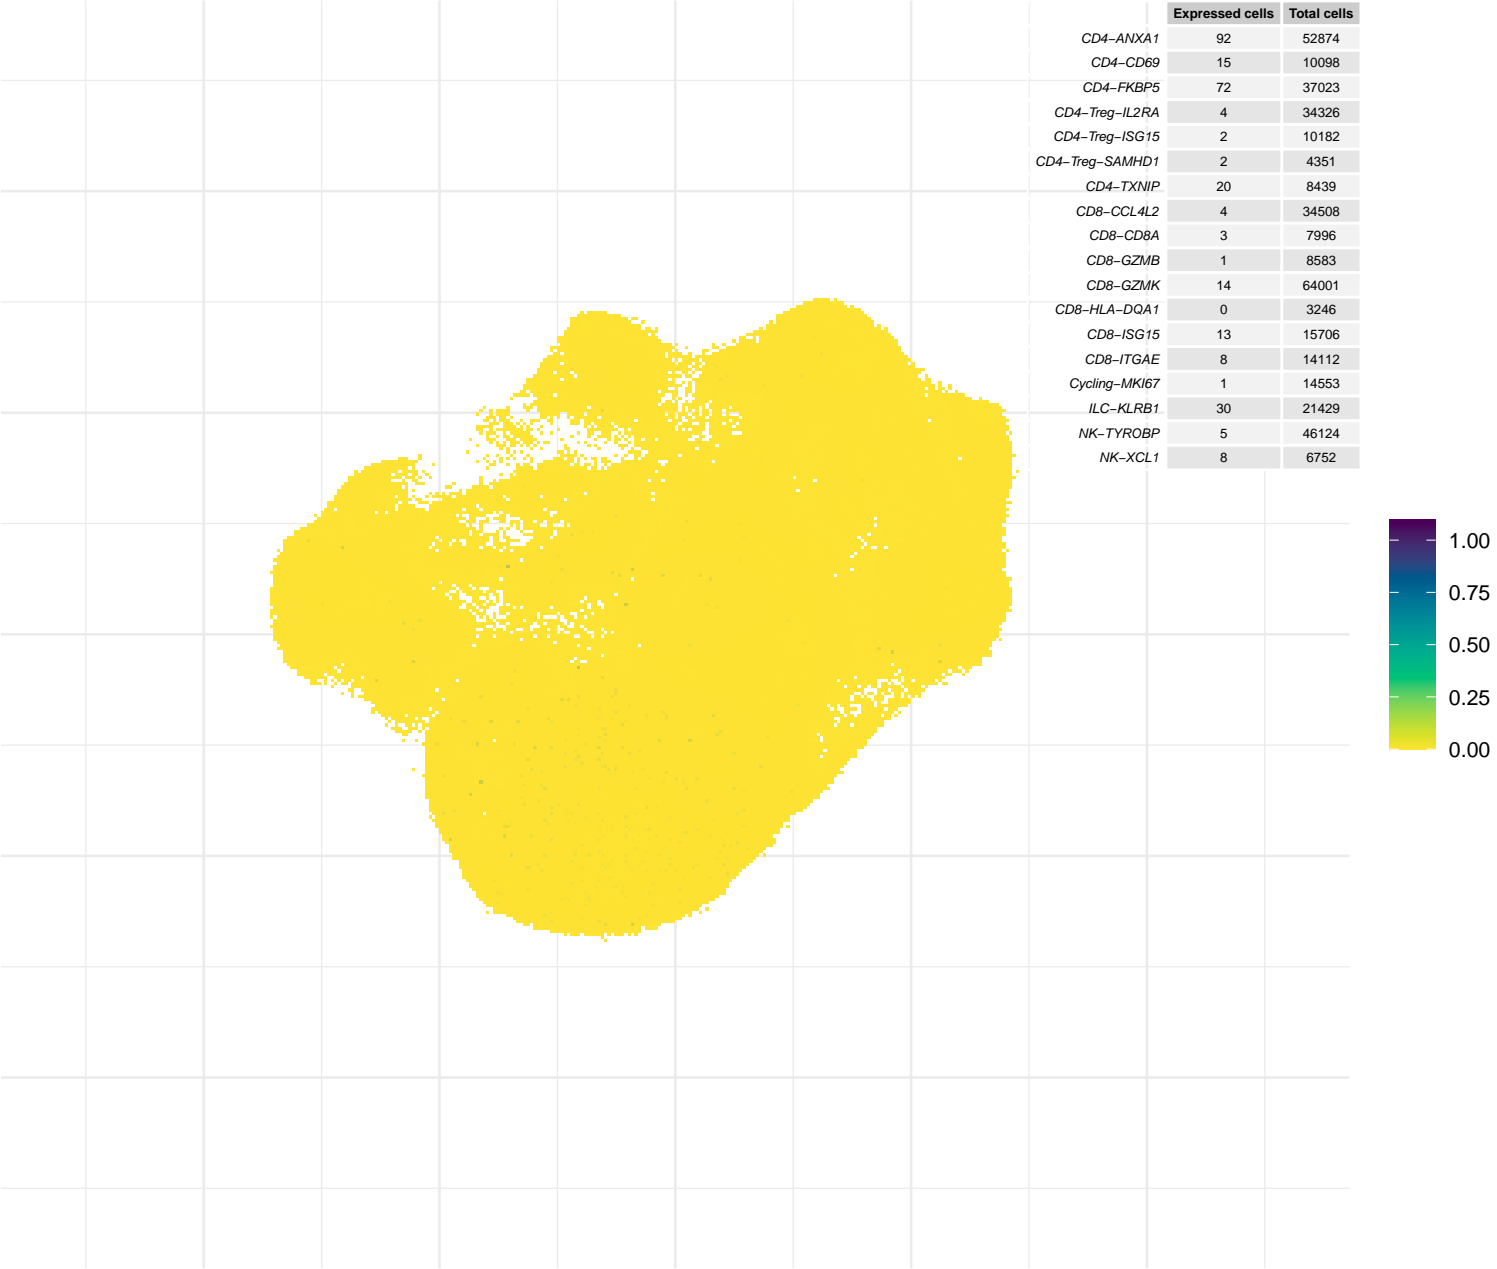 Expressed cells Total cells
CD4−ANXA1 92 52874
CD4−CD69 15 10098
CD4−FKBP5 72 37023
CD4−Treg−IL2RA 4 34326
CD4−Treg−ISG15 2 10182
CD4−Treg−SAMHD1 2 4351
CD4−TXNIP 20 8439
CD8−CCL4L2 4 34508
CD8−CD8A 3 7996
CD8−GZMB 1 8583
CD8−GZMK 14 64001
CD8−HLA−DQA1 0 3246
CD8−ISG15 13 15706
CD8−ITGAE 8 14112
Cycling−MKI67 1 14553
ILC−KLRB1 30 21429
NK−TYROBP 5 46124
NK−XCL1 8 6752
1.00
0.75
0.50
0.25
0.00